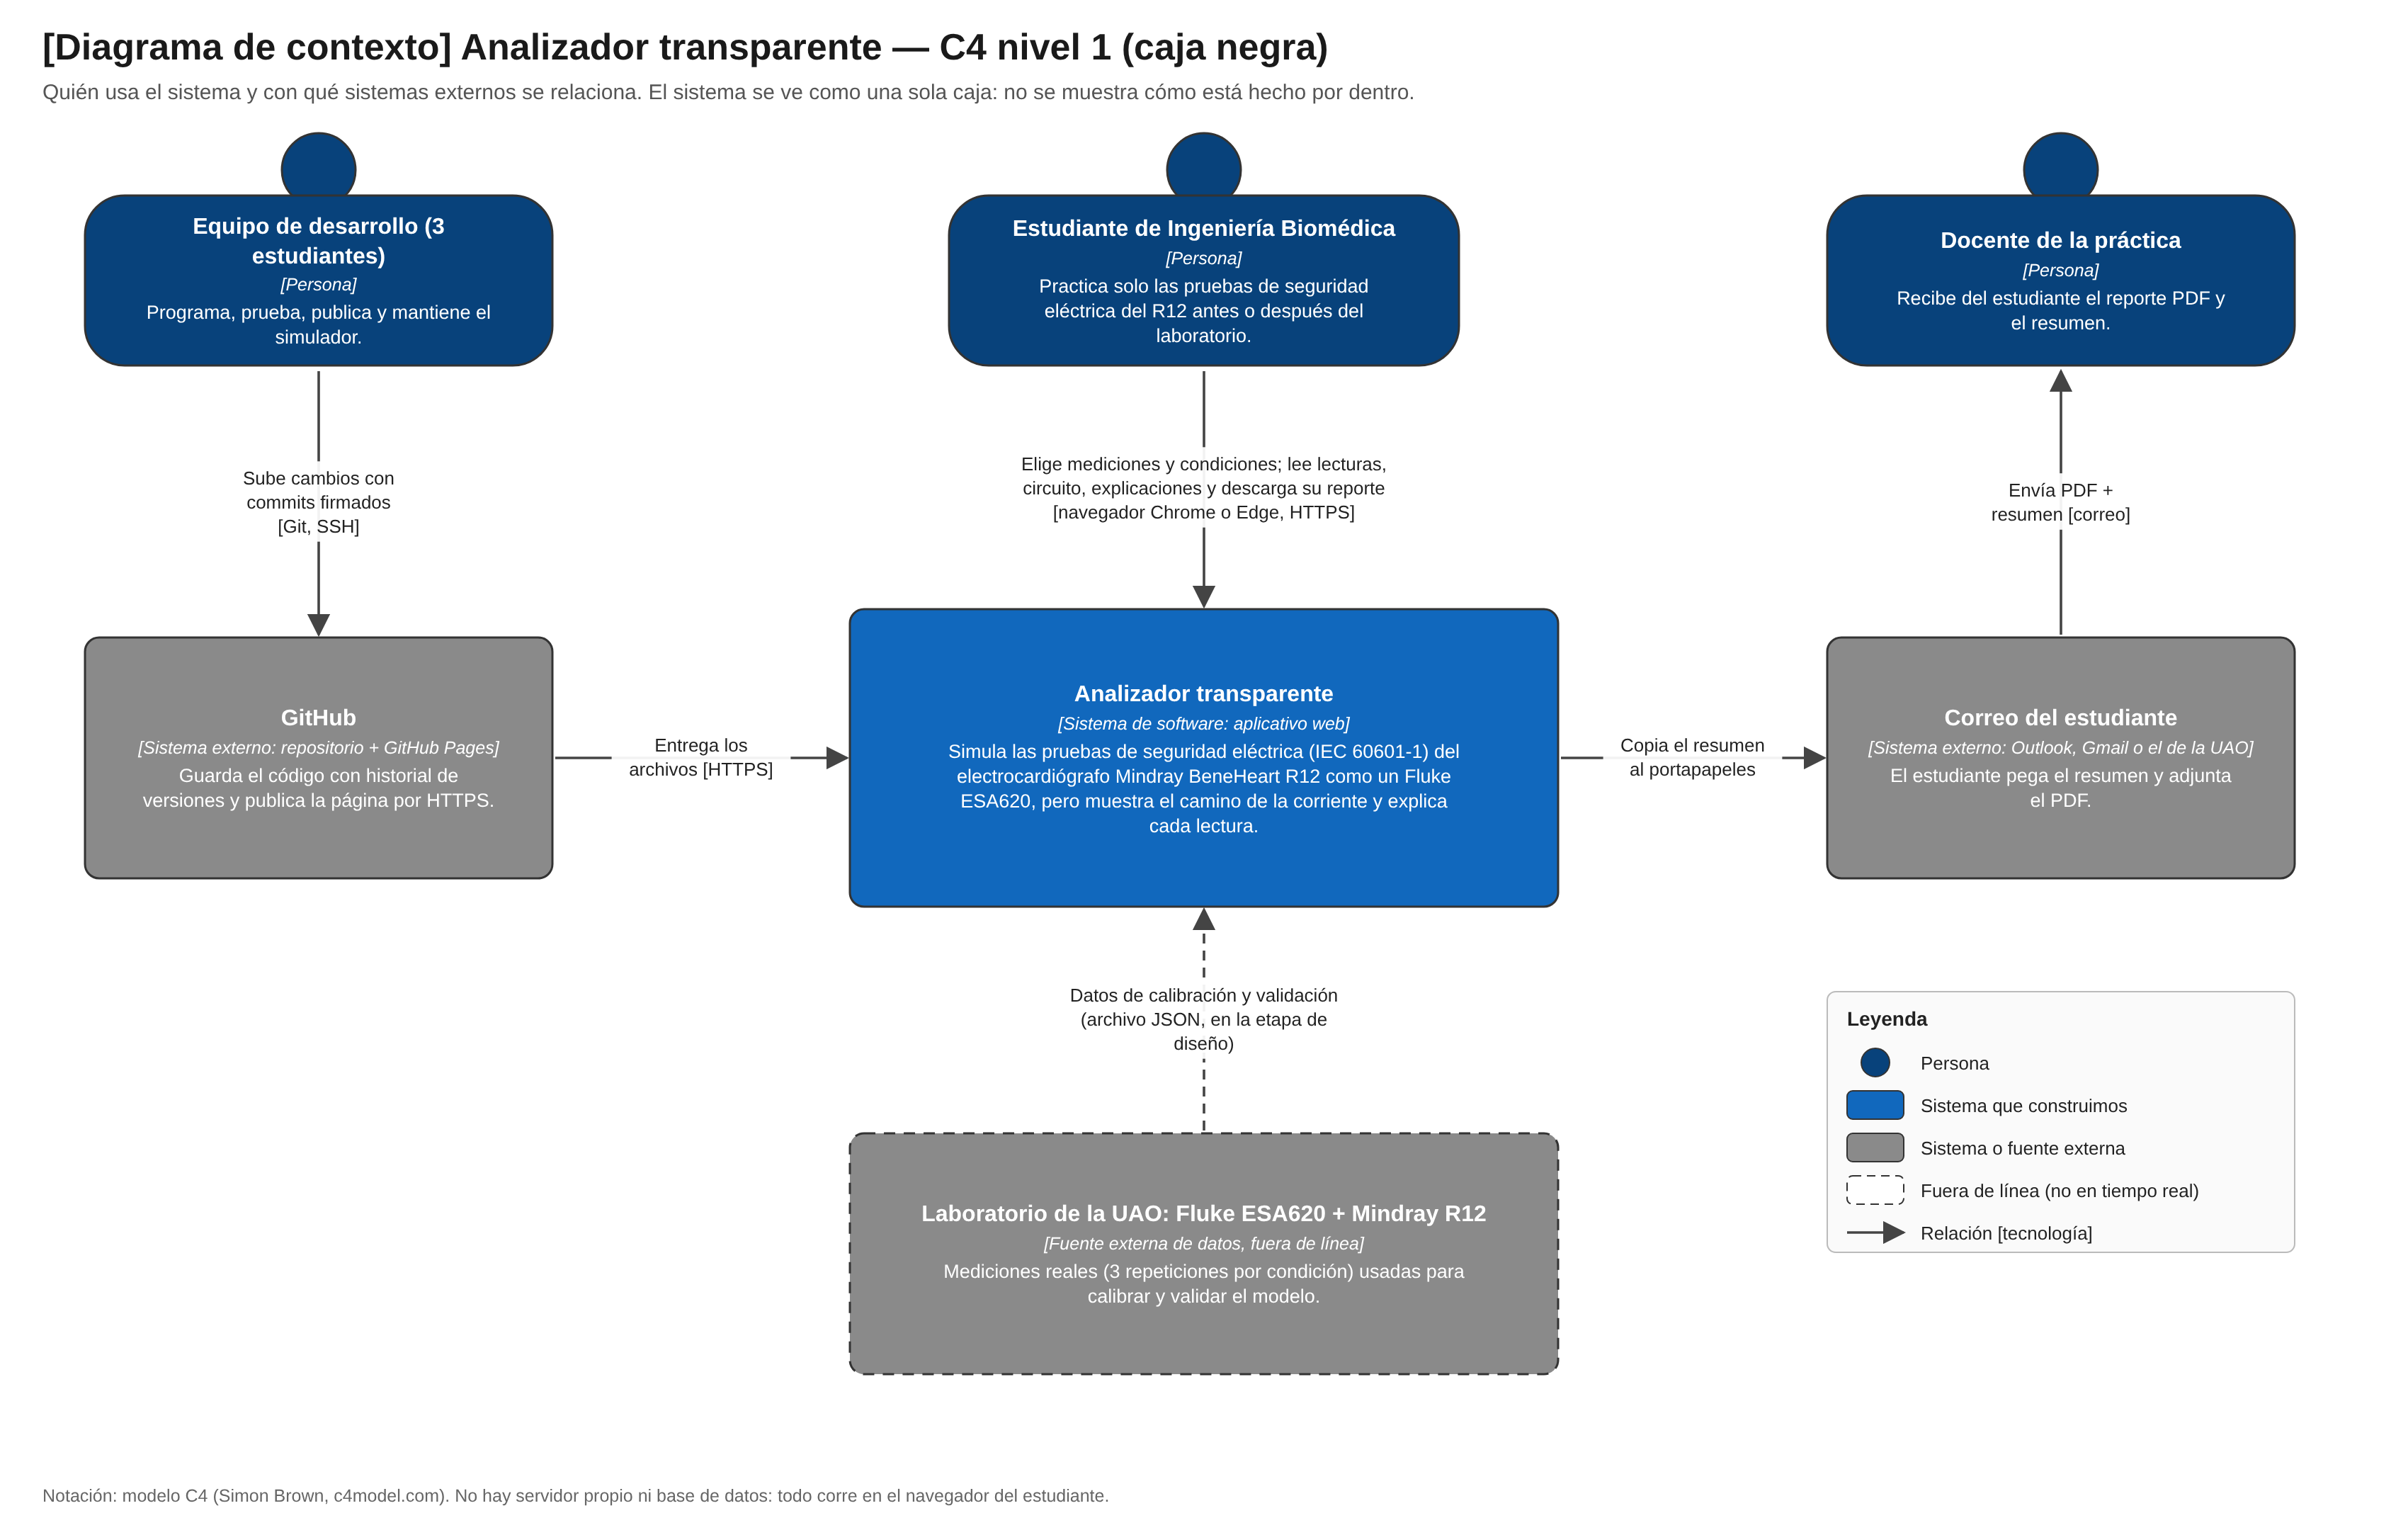 [Diagrama de contexto] Analizador transparente — C4 nivel 1 (caja negra)
Quién usa el sistema y con qué sistemas externos se relaciona. El sistema se ve como una sola caja: no se muestra cómo está hecho por dentro.
Equipo de desarrollo (3
estudiantes)
[Persona]
Programa, prueba, publica y mantiene el
simulador.
Estudiante de Ingeniería Biomédica
[Persona]
Practica solo las pruebas de seguridad
eléctrica del R12 antes o después del
laboratorio.
Docente de la práctica
[Persona]
Recibe del estudiante el reporte PDF y
el resumen.
Sube cambios con
commits firmados
[Git, SSH]
Elige mediciones y condiciones; lee lecturas,
circuito, explicaciones y descarga su reporte
[navegador Chrome o Edge, HTTPS]
Envía PDF +
resumen [correo]
GitHub
[Sistema externo: repositorio + GitHub Pages]
Guarda el código con historial de
versiones y publica la página por HTTPS.
Entrega los
archivos [HTTPS]
Analizador transparente
[Sistema de software: aplicativo web]
Simula las pruebas de seguridad eléctrica (IEC 60601-1) del
electrocardiógrafo Mindray BeneHeart R12 como un Fluke
ESA620, pero muestra el camino de la corriente y explica
cada lectura.
Copia el resumen
al portapapeles
Correo del estudiante
[Sistema externo: Outlook, Gmail o el de la UAO]
El estudiante pega el resumen y adjunta
el PDF.
Datos de calibración y validación
(archivo JSON, en la etapa de
diseño)
Laboratorio de la UAO: Fluke ESA620 + Mindray R12
[Fuente externa de datos, fuera de línea]
Mediciones reales (3 repeticiones por condición) usadas para
calibrar y validar el modelo.
Leyenda
Persona
Sistema que construimos
Sistema o fuente externa
Fuera de línea (no en tiempo real)
Relación [tecnología]
Notación: modelo C4 (Simon Brown, c4model.com). No hay servidor propio ni base de datos: todo corre en el navegador del estudiante.